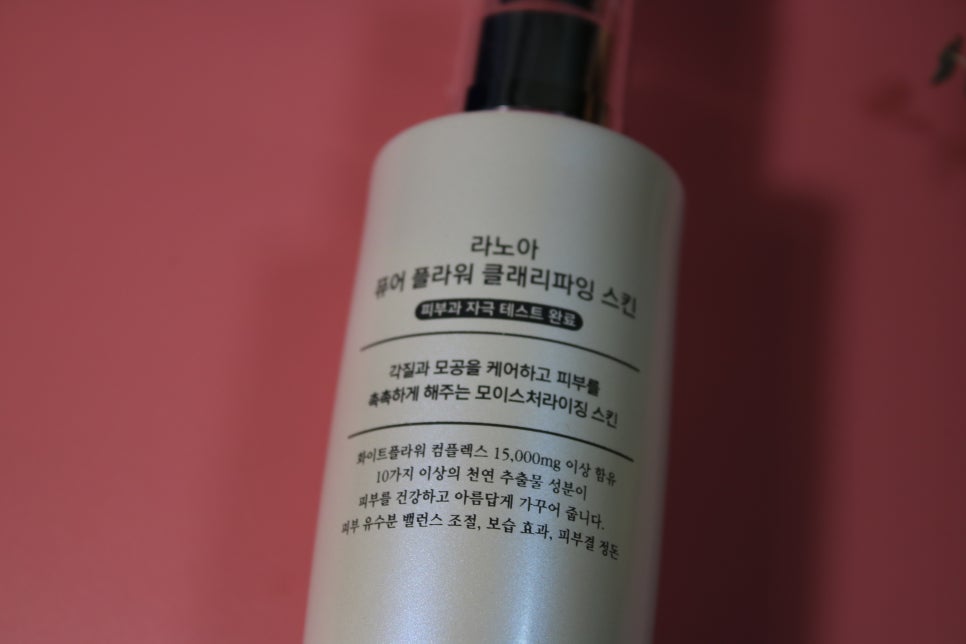 라노아
퓨어 플라워 클래리파잉 스킨
피부과 자극 테스트 완료
각질과 모공을 케어하고 피부를
촉촉하게 해주는 모이스처라이징 스킨
화이트플라워 컴플렉스 15,000mg 이상 함유
10가지 이상의 천연 추출물 성분이
피부를 건강하고 아름답게 가꾸어 줍니다.
피부 유수분 밸런스 조절, 보습 효과, 피부결 정돈